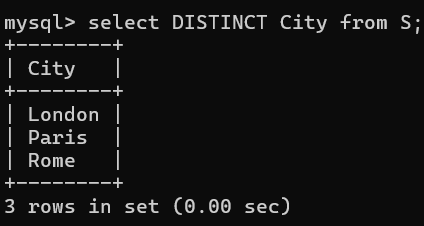 mysql> select DISTINCT City from S;
+--------+
| City   |
+--------+
| London |
| Paris  |
| Rome   |
+--------+
3 rows in set (0.00 sec)